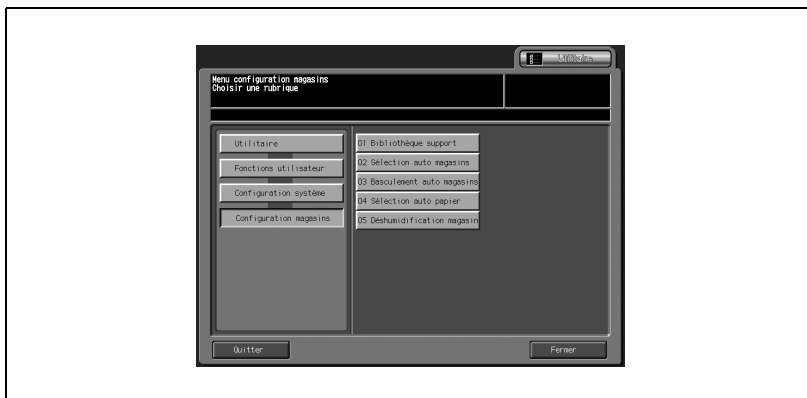 Utilitaire
Menu configuration magasins
Choisir une rubrique
Utilitaire
Fonctions utilisateur
Configuration système
Configuration magasins
01 Bibliothèque support
02 Sélection auto magasins
03 Basculement auto magasins
04 Sélection auto papier
05 Déshumidification magasin
Quitter
Fermer